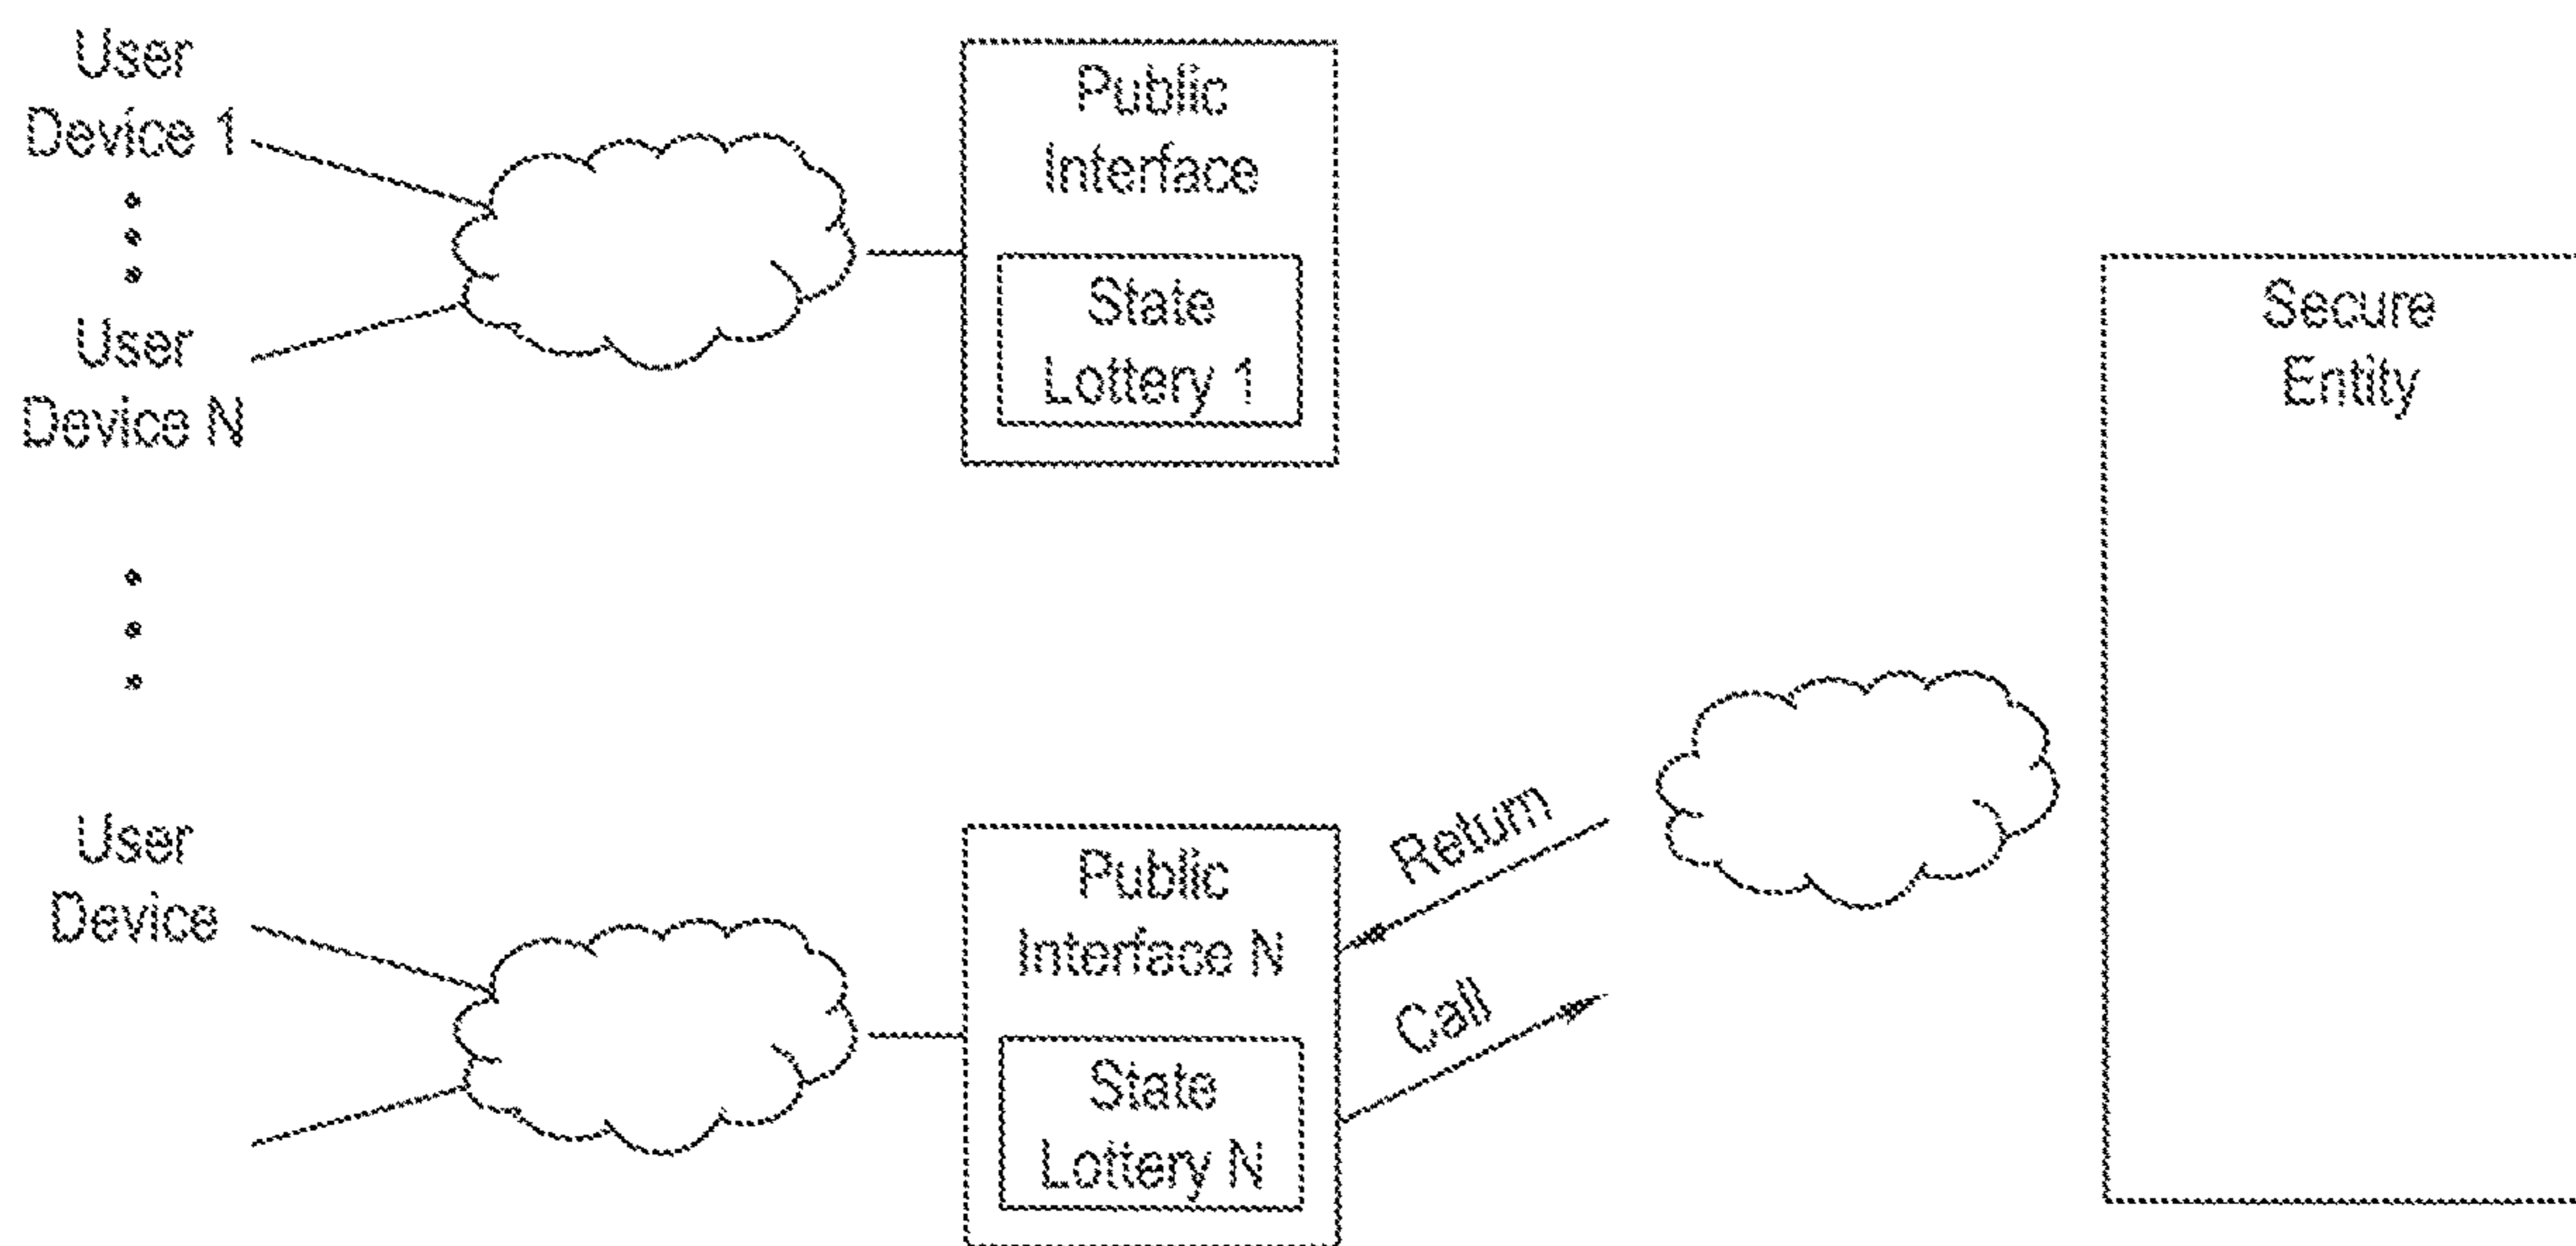 User
Device 1
User
Device N
Public
Interface
State
Lottery 1
Secure
Entity
User
Device
Public
Interface N
State
Lottery N
Return
Call